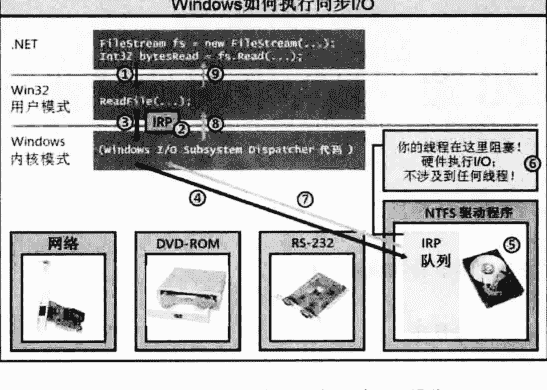 Windows如何执行同步I/O
.NET
FileStream fs = new FileStream(...);
Int32 bytesRead = fs.Read(...);
① ⑨
Win32
用户模式
ReadFile(...);
③ IRP ② ⑧
Windows
内核模式
(Windows I/O Subsystem Dispatcher 代码 )
你的线程在这里阻塞!
硬件执行I/O;
不涉及到任何线程!
⑥
④ ⑦
NTFS 驱动程序
网络
DVD-ROM
RS-232
IRP
队列
⑤